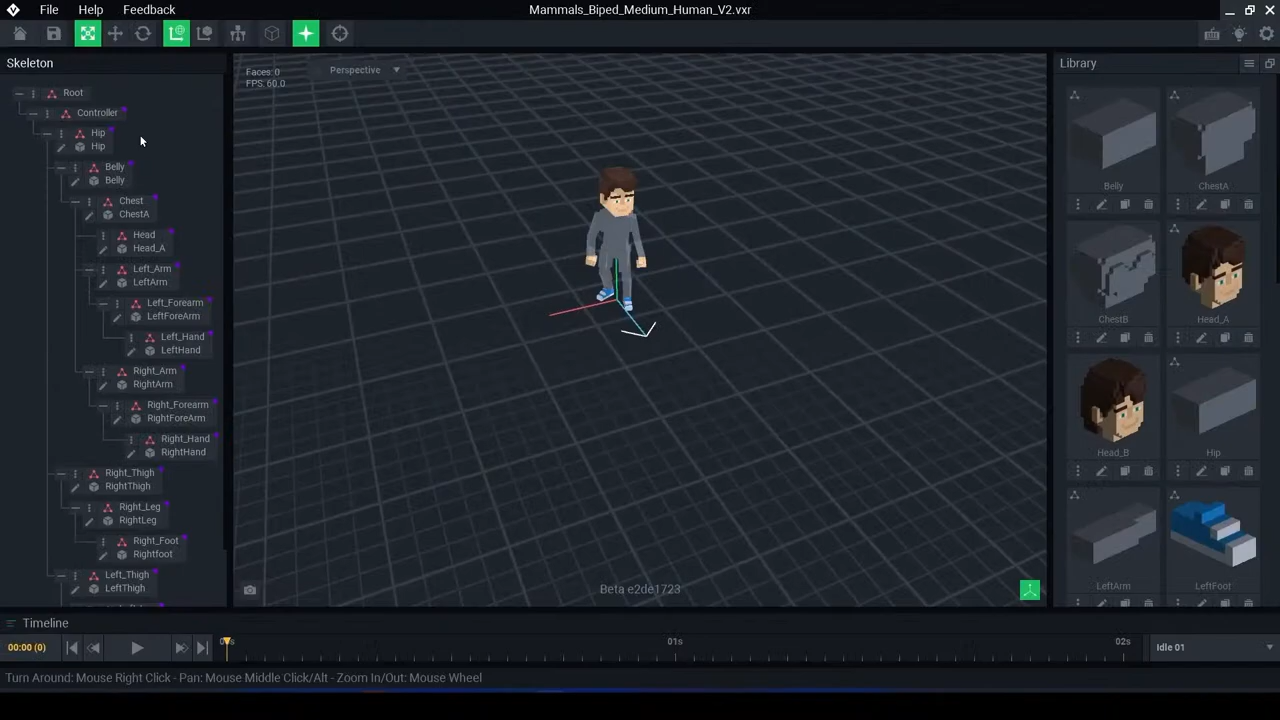 File Help Feedback Mammals_Biped_Medium_Human_V2.vxr
Skeleton
Root
Controller
Hip
Hip
Belly
Belly
Chest
ChestA
Head
Head_A
Left_Arm
LeftArm
Left_Forearm
LeftForeArm
Left_Hand
LeftHand
Right_Arm
RightArm
Right_Forearm
RightForeArm
Right_Hand
RightHand
Right_Thigh
RightThigh
Right_Leg
RightLeg
Right_Foot
Rightfoot
Left_Thigh
LeftThigh
Faces: 0
FPS: 60.0
Perspective
Beta e2de1723
Library
Belly ChestA
ChestB Head_A
Head_B Hip
LeftArm LeftFoot
Timeline
00:00 (0) 01s 02s Idle 01
Turn Around: Mouse Right Click - Pan: Mouse Middle Click/Alt - Zoom In/Out: Mouse Wheel